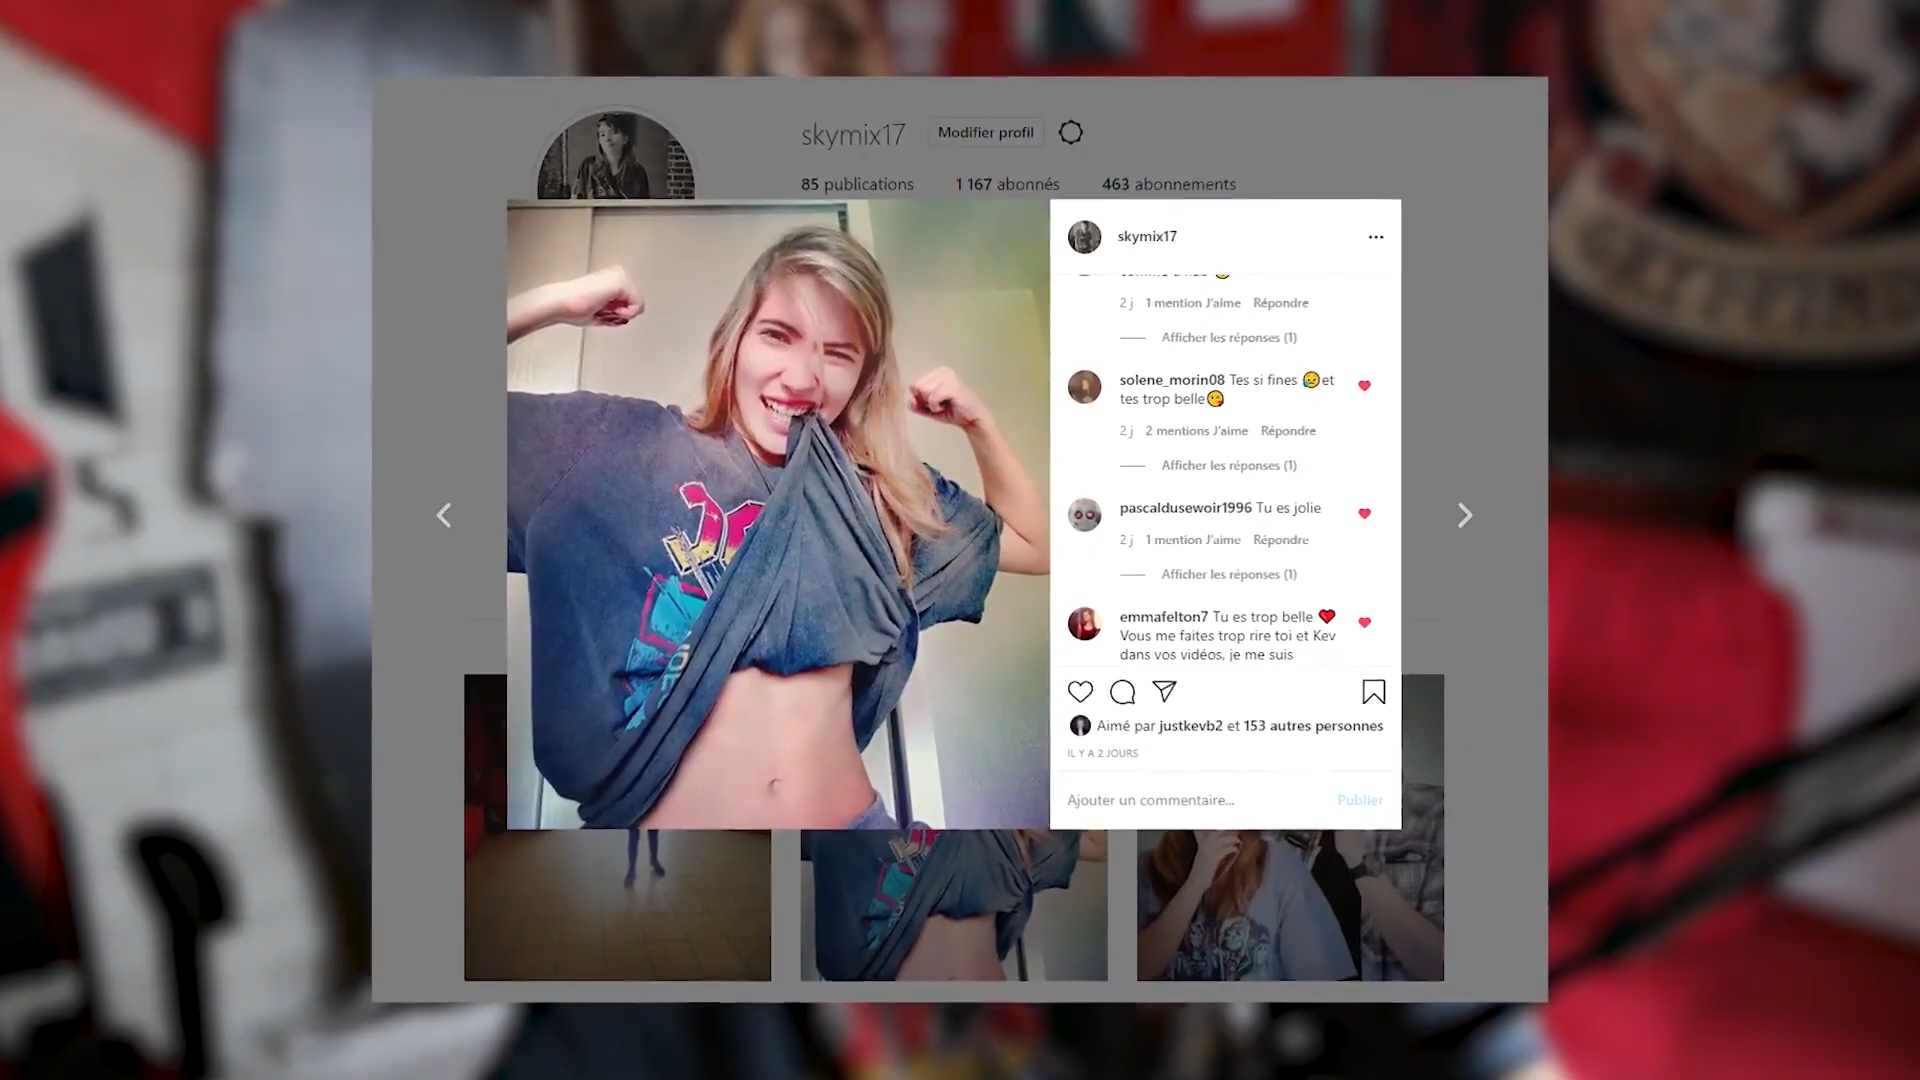 skymix17 Modifier profil
85 publications 1 167 abonnés 463 abonnements
skymix17
2 j 1 mention J'aime Répondre
Afficher les réponses (1)
solene_morin08 Tes si fines 😥et
tes trop belle😘
2 j 2 mentions J'aime Répondre
Afficher les réponses (1)
pascaldusewoir1996 Tu es jolie
2 j 1 mention J'aime Répondre
Afficher les réponses (1)
emmafelton7 Tu es trop belle ❤️
Vous me faites trop rire toi et Kev
dans vos vidéos, je me suis
Aimé par justkevb2 et 153 autres personnes
IL Y A 2 JOURS
Ajouter un commentaire... Publier